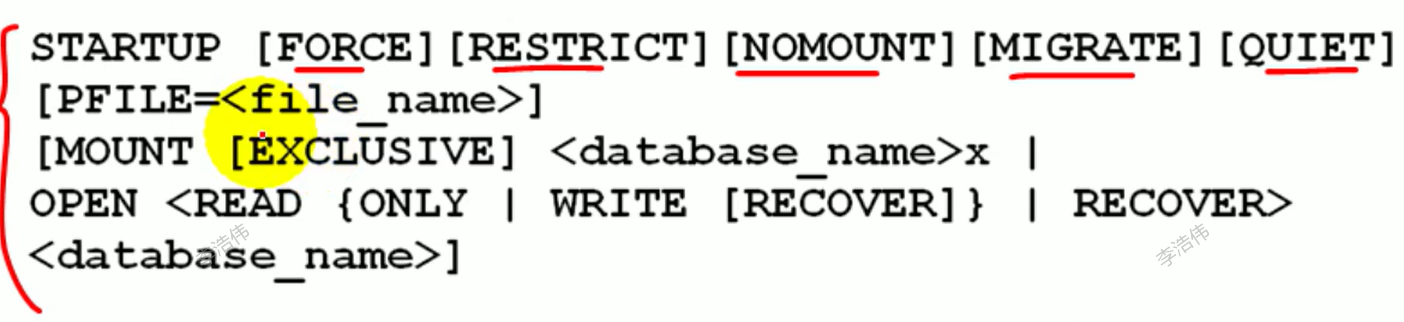 STARTUP [FORCE][RESTRICT][NOMOUNT][MIGRATE][QUIET]
[PFILE=<file_name>]
[MOUNT [EXCLUSIVE] <database_name>x |
OPEN <READ {ONLY | WRITE [RECOVER]} | RECOVER>
<database_name>]
李浩伟
李浩伟